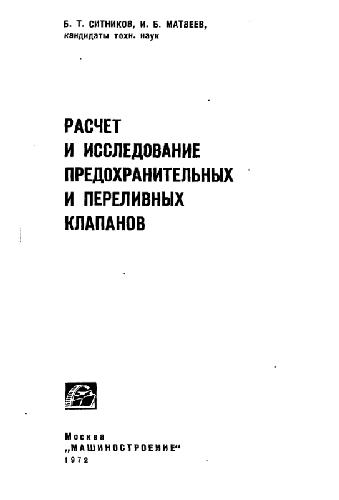 Б. Т. СИТНИКОВ, И. Б. МАТВЕЕВ,
кандидаты техн. наук
РАСЧЕТ
И ИССЛЕДОВАНИЕ
ПРЕДОХРАНИТЕЛЬНЫХ
И ПЕРЕЛИВНЫХ
КЛАПАНОВ
Москва
„МАШИНОСТРОЕНИЕ“
1972